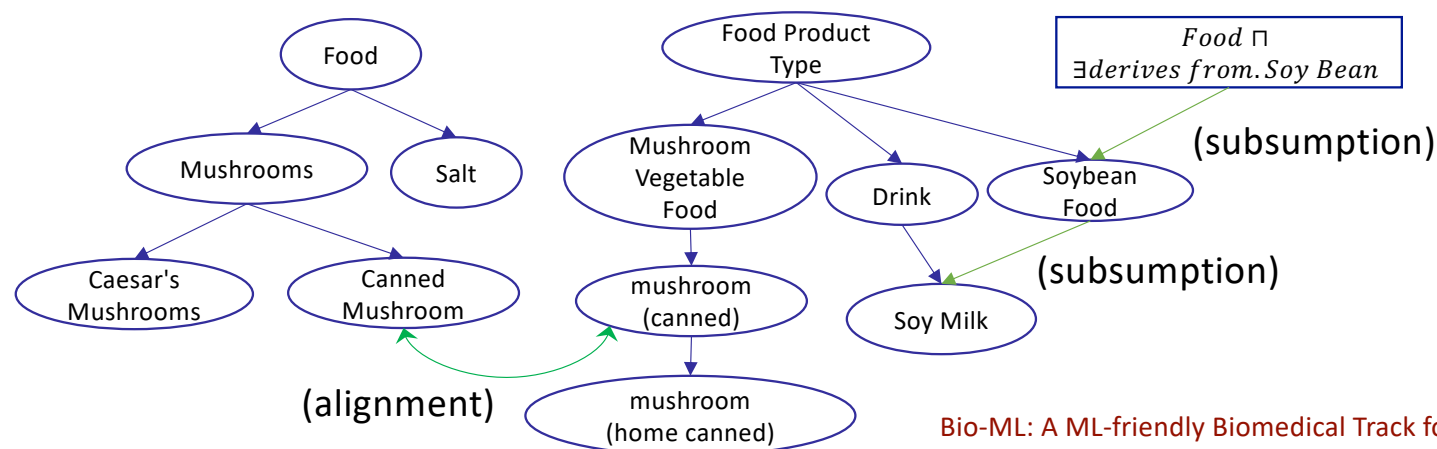 Food
Food Product
Type
𝐹𝑜𝑜𝑑 ⊓
∃𝑑𝑒𝑟𝑖𝑣𝑒𝑠 𝑓𝑟𝑜𝑚. 𝑆𝑜𝑦 𝐵𝑒𝑎𝑛
(subsumption)
Mushrooms
Salt
Mushroom
Vegetable
Food
Drink
Soybean
Food
(subsumption)
Caesar's
Mushrooms
Canned
Mushroom
mushroom
(canned)
Soy Milk
(alignment)
mushroom
(home canned)
Bio-ML: A ML-friendly Biomedical Track fo